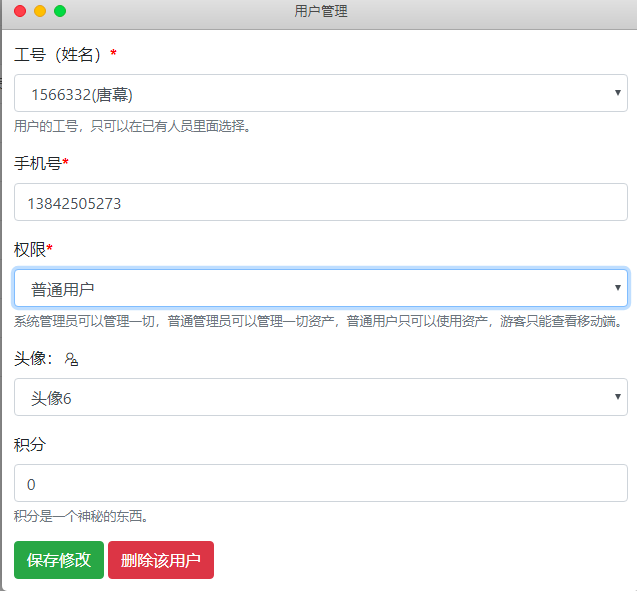 用户管理
工号（姓名）*
1566332(唐幕)
用户的工号，只可以在已有人员里面选择。
手机号*
13842505273
权限*
普通用户
系统管理员可以管理一切，普通管理员可以管理一切资产，普通用户只可以使用资产，游客只能查看移动端。
头像：
头像6
积分
0
积分是一个神秘的东西。
保存修改 删除该用户